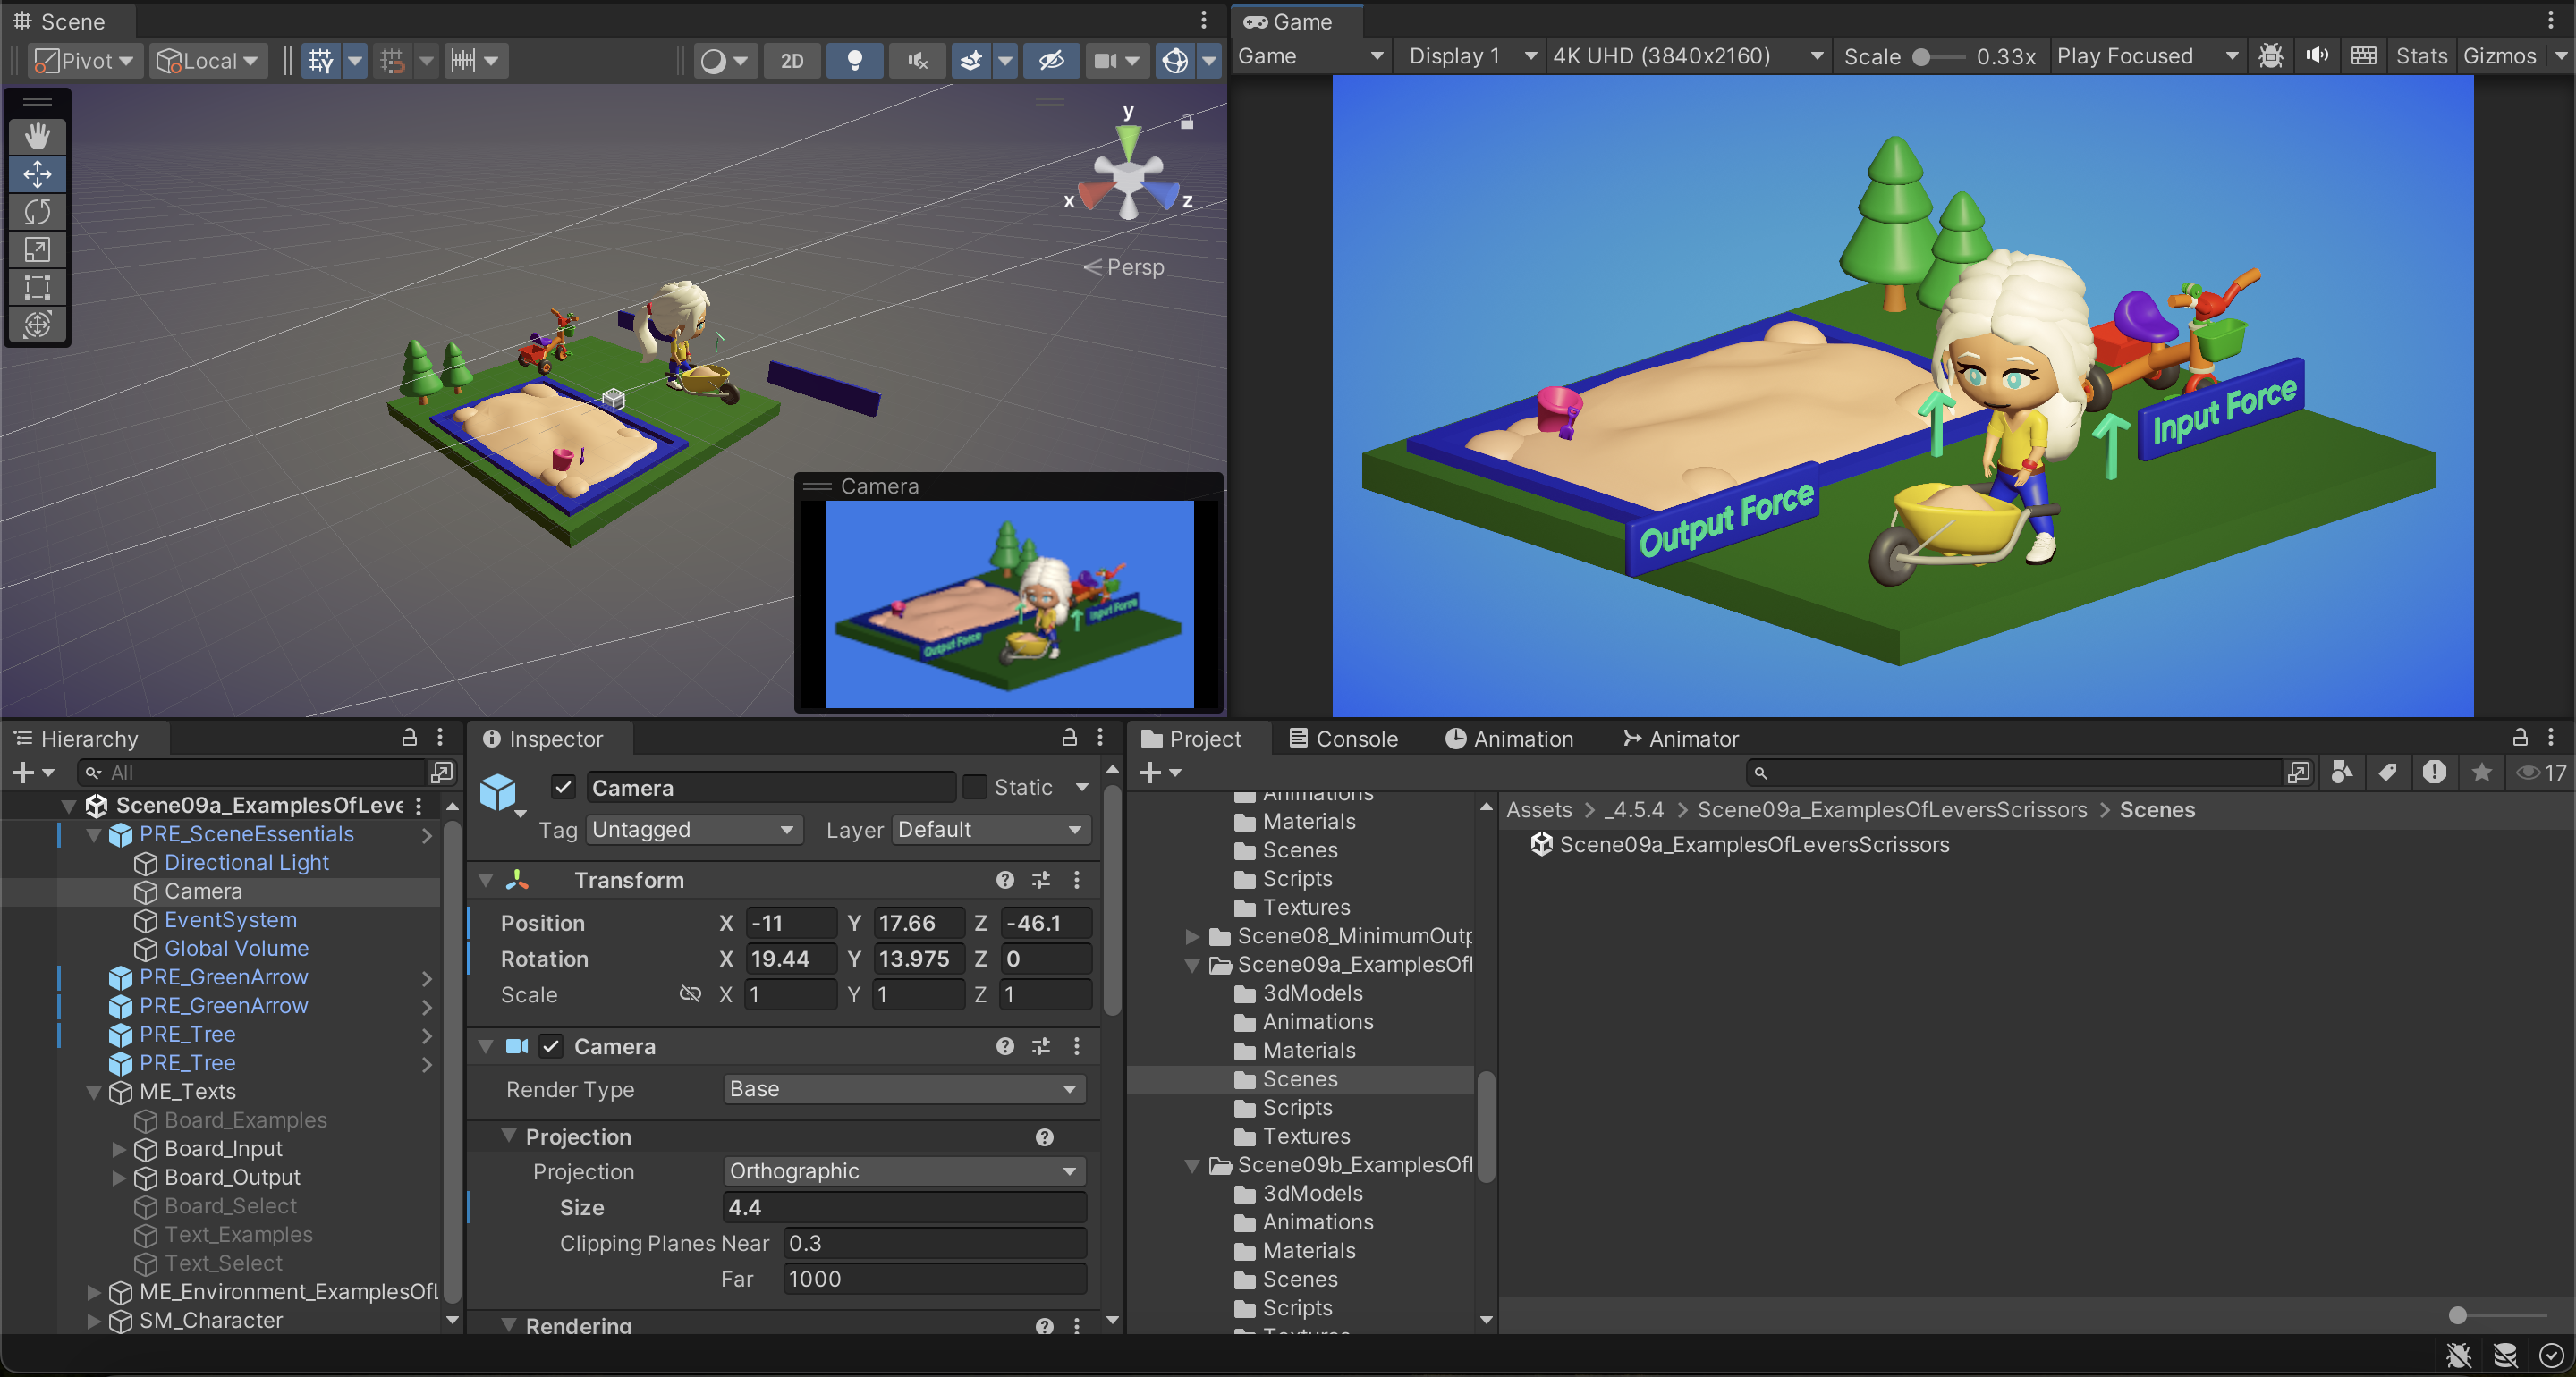 Scene
Pivot
Local
2D
y
x
z
Persp
Camera
Output Force
Input Force
Game
Game
Display 1
4K UHD (3840x2160)
Scale
0.33x
Play Focused
Stats
Gizmos
Input Force
Output Force
Hierarchy
All
Scene09a_ExamplesOfLeve
PRE_SceneEssentials
Directional Light
Camera
EventSystem
Global Volume
PRE_GreenArrow
PRE_GreenArrow
PRE_Tree
PRE_Tree
ME_Texts
Board_Examples
Board_Input
Board_Output
Board_Select
Text_Examples
Text_Select
ME_Environment_ExamplesOfL
SM_Character
Inspector
Camera
Static
Tag Untagged Layer Default
Transform
Position X -11 Y 17.66 Z -46.1
Rotation X 19.44 Y 13.975 Z 0
Scale X 1 Y 1 Z 1
Camera
Render Type Base
Projection
Projection Orthographic
Size 4.4
Clipping Planes Near 0.3
Far 1000
Rendering
Project
Console
Animation
Animator
17
Animations
Materials
Scenes
Scripts
Textures
Scene08_MinimumOutp
Scene09a_ExamplesOfl
3dModels
Animations
Materials
Scenes
Scripts
Textures
Scene09b_ExamplesOfl
3dModels
Animations
Materials
Scenes
Scripts
Textures
Assets > _4.5.4 > Scene09a_ExamplesOfLeversScrissors > Scenes
Scene09a_ExamplesOfLeversScrissors